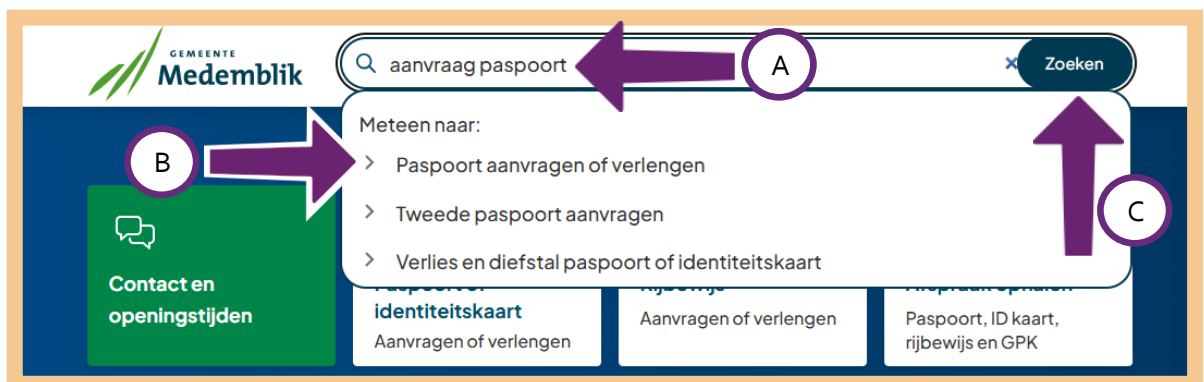 GEMEENTE
Medemblik
aanvraag paspoort
A
× Zoeken
Meteen naar:
B
> Paspoort aanvragen of verlengen
> Tweede paspoort aanvragen
C
> Verlies en diefstal paspoort of identiteitskaart
Contact en
openingstijden
identiteitskaart
Aanvragen of verlengen
Aanvragen of verlengen
Paspoort, ID kaart,
rijbewijs en GPK